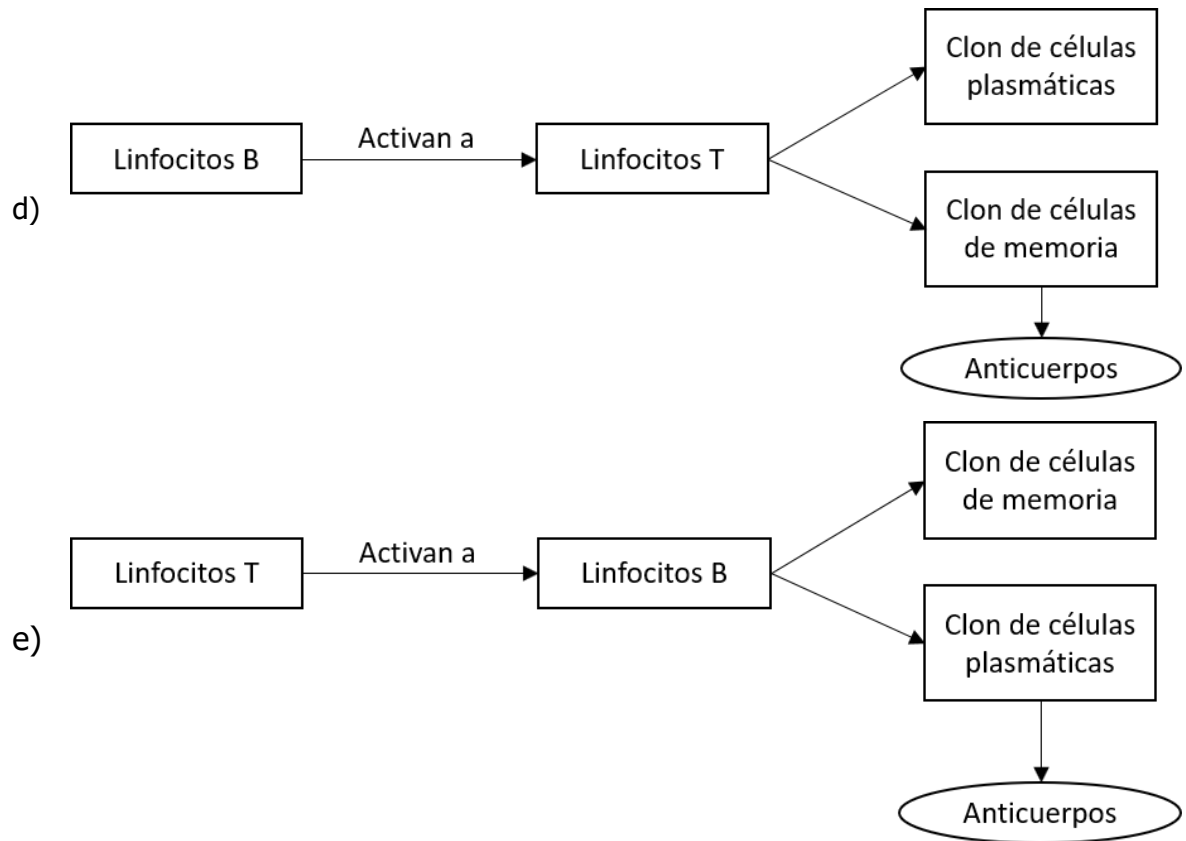 Clon de células
plasmáticas
Activan a
Linfocitos B
Linfocitos T
d)
Clon de células
de memoria
Anticuerpos
Clon de células
de memoria
Activan a
Linfocitos T
Linfocitos B
e)
Clon de células
plasmáticas
Anticuerpos